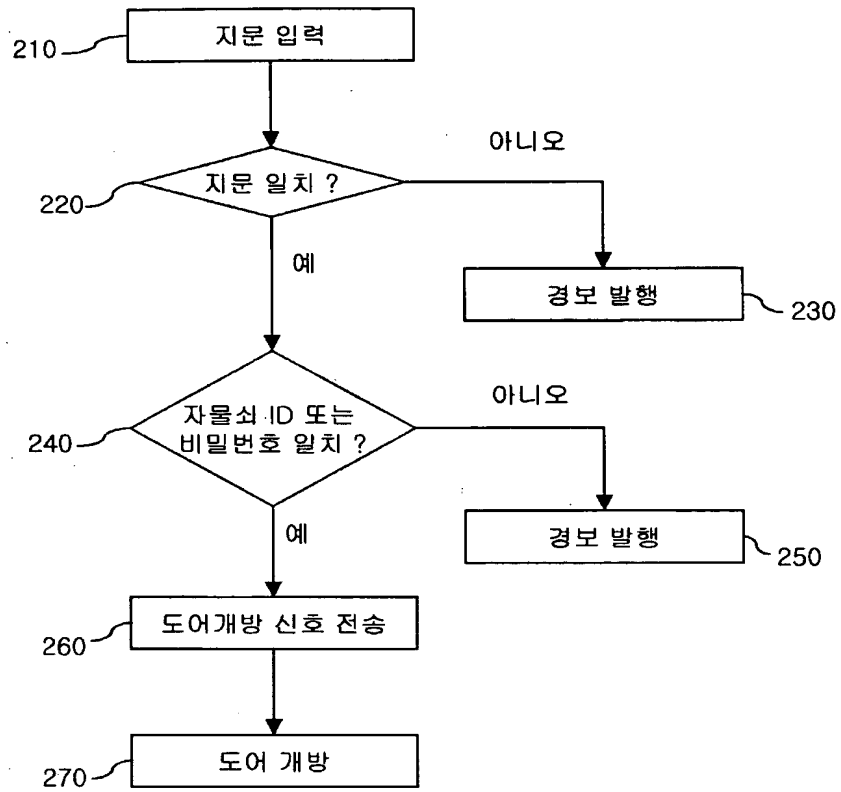 지문 입력
210
아니오
지문 일치 ?
220
예
경보 발행
230
아니오
자물쇠 ID 또는
비밀번호 일치 ?
240
예
경보 발행
250
도어개방 신호 전송
260
도어 개방
270